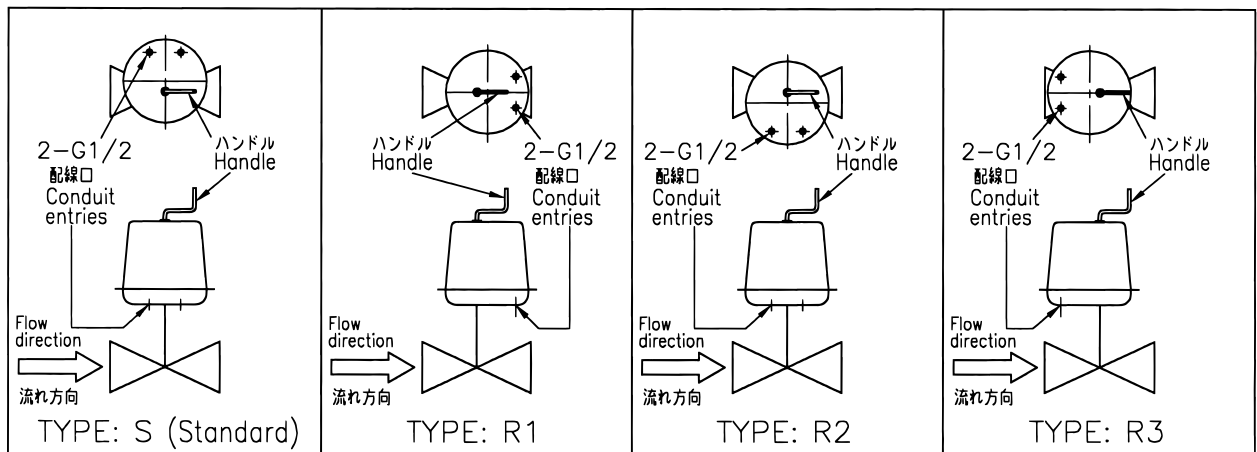 2-G1/2
配線口
Conduit
entries
ハンドル
Handle
Flow
direction
流れ方向
TYPE: S (Standard)
ハンドル
Handle
2-G1/2
配線口
Conduit
entries
Flow
direction
流れ方向
TYPE: R1
2-G1/2
配線口
Conduit
entries
ハンドル
Handle
Flow
direction
流れ方向
TYPE: R2
2-G1/2
配線口
Conduit
entries
ハンドル
Handle
Flow
direction
流れ方向
TYPE: R3